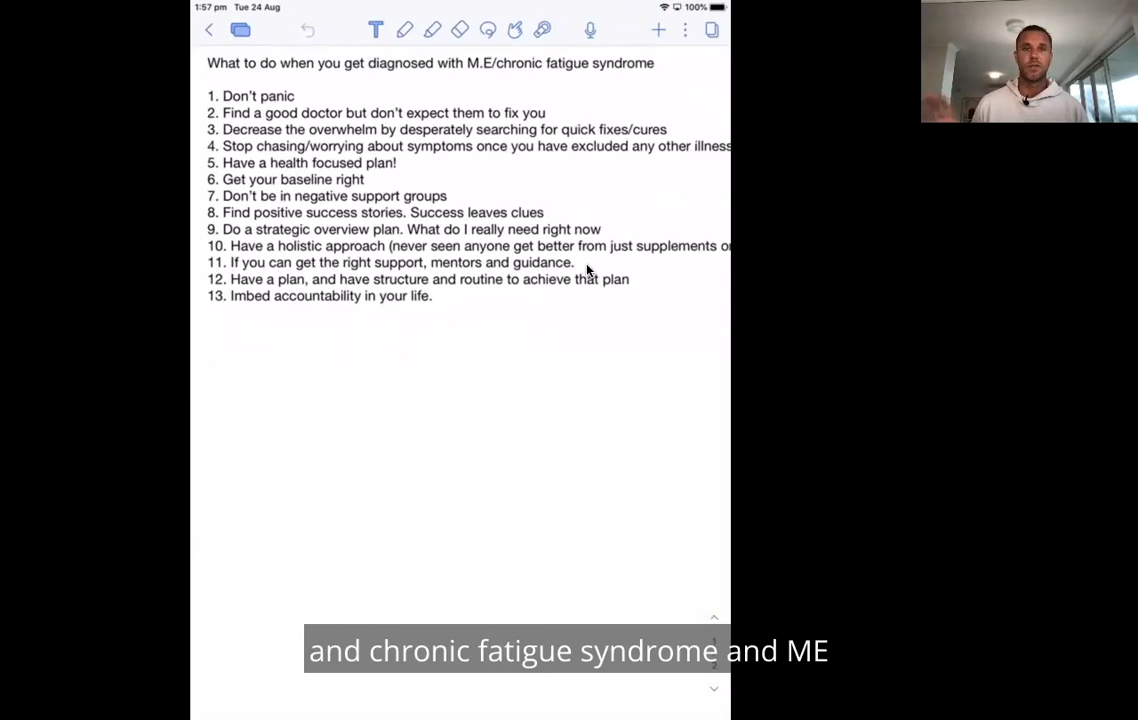 1:57 pm Tue 24 Aug
100%
What to do when you get diagnosed with M.E/chronic fatigue syndrome
1. Don't panic
2. Find a good doctor but don't expect them to fix you
3. Decrease the overwhelm by desperately searching for quick fixes/cures
4. Stop chasing/worrying about symptoms once you have excluded any other illness
5. Have a health focused plan!
6. Get your baseline right
7. Don't be in negative support groups
8. Find positive success stories. Success leaves clues
9. Do a strategic overview plan. What do I really need right now
10. Have a holistic approach (never seen anyone get better from just supplements
11. If you can get the right support, mentors and guidance.
12. Have a plan, and have structure and routine to achieve that plan
13. Imbed accountability in your life.
and chronic fatigue syndrome and ME